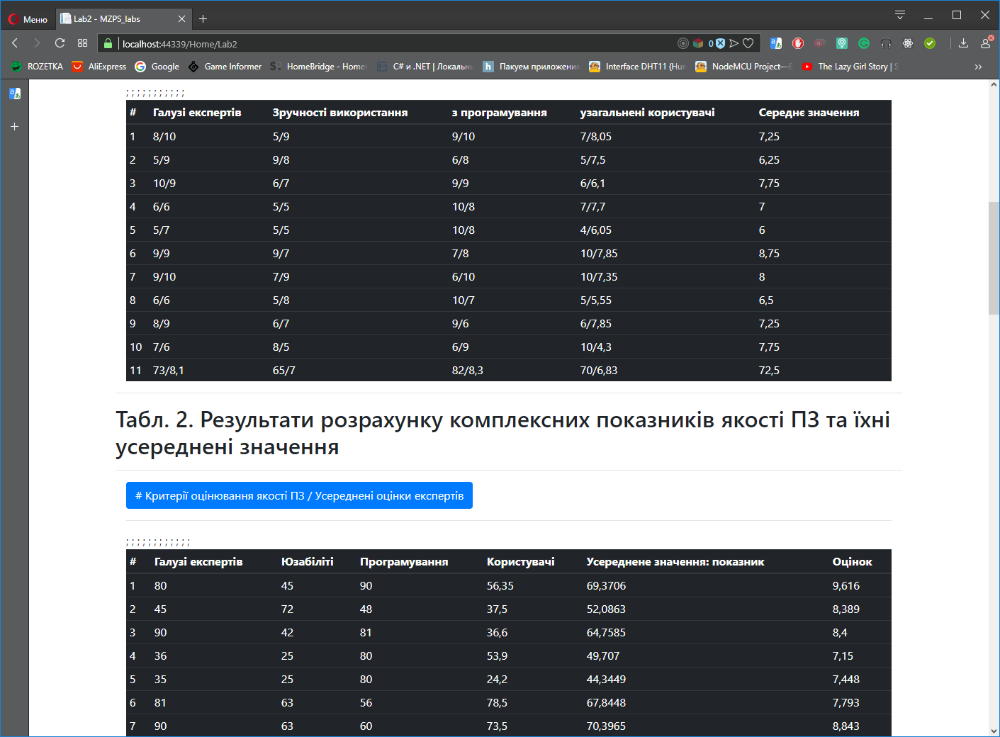 Меню Lab2 - MZPS_labs
localhost:44339/Home/Lab2 0
ROZETKA AliExpress Google Game Informer HomeBridge - Home C# и .NET | Локальн Пакуем приложения Interface DHT11 (Hu NodeMCU Project— The Lazy Girl Story |
; ; ; ; ; ; ; ; ; ; ;
# Галузі експертів Зручності використання з програмування узагальнені користувачі Середнє значення
1 8/10 5/9 9/10 7/8,05 7,25
2 5/9 9/8 6/8 5/7,5 6,25
3 10/9 6/7 9/9 6/6,1 7,75
4 6/6 5/5 10/8 7/7,7 7
5 5/7 5/5 10/8 4/6,05 6
6 9/9 9/7 7/8 10/7,85 8,75
7 9/10 7/9 6/10 10/7,35 8
8 6/6 5/8 10/7 5/5,55 6,5
9 8/9 6/7 9/6 6/7,85 7,25
10 7/6 8/5 6/9 10/4,3 7,75
11 73/8,1 65/7 82/8,3 70/6,83 72,5
Табл. 2. Результати розрахунку комплексних показників якості ПЗ та їхні
усереднені значення
# Критерії оцінювання якості ПЗ / Усереднені оцінки експертів
; ; ; ; ; ; ; ; ; ; ; ;
# Галузі експертів Юзабіліті Програмування Користувачі Усереднене значення: показник Оцінок
1 80 45 90 56,35 69,3706 9,616
2 45 72 48 37,5 52,0863 8,389
3 90 42 81 36,6 64,7585 8,4
4 36 25 80 53,9 49,707 7,15
5 35 25 80 24,2 44,3449 7,448
6 81 63 56 78,5 67,8448 7,793
7 90 63 60 73,5 70,3965 8,843